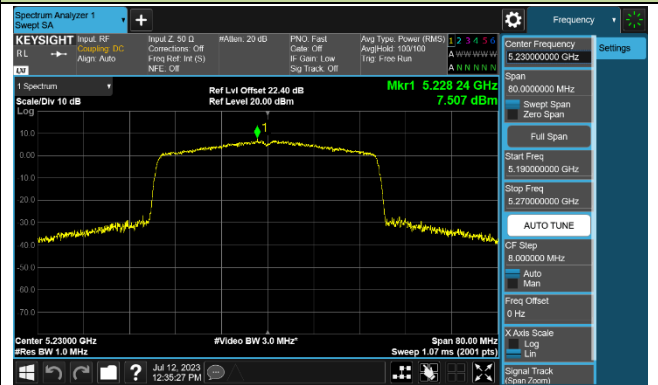 Spectrum Analyzer 1
Swept SA
Frequency
KEYSIGHT
RL
LXI
Input: RF
Coupling: DC
Align: Auto
Input Z: 50 Ω
Corrections: Off
Freq Ref: Int (S)
NFE: Off
#Atten: 20 dB
PNO: Fast
Gate: Off
IF Gain: Low
Sig Track: Off
Avg Type: Power (RMS)
Avg|Hold: 100/100
Trig: Free Run
1 2 3 4 5 6
A W W W W W
A N N N N N
1 Spectrum
Scale/Div 10 dB
Log
Ref Lvl Offset 22.40 dB
Ref Level 20.00 dBm
Mkr1 5.228 24 GHz
7.507 dBm
1
10.0
0.00
-10.0
-20.0
-30.0
-40.0
-50.0
-60.0
-70.0
Center 5.23000 GHz
#Res BW 1.0 MHz
#Video BW 3.0 MHz*
Span 80.00 MHz
Sweep 1.07 ms (2001 pts)
Jul 12, 2023
12:35:27 PM
Center Frequency
5.230000000 GHz
Settings
Span
80.0000000 MHz
Swept Span
Zero Span
Full Span
Start Freq
5.190000000 GHz
Stop Freq
5.270000000 GHz
AUTO TUNE
CF Step
8.000000 MHz
Auto
Man
Freq Offset
0 Hz
X Axis Scale
Log
Lin
Signal Track
(Span Zoom)